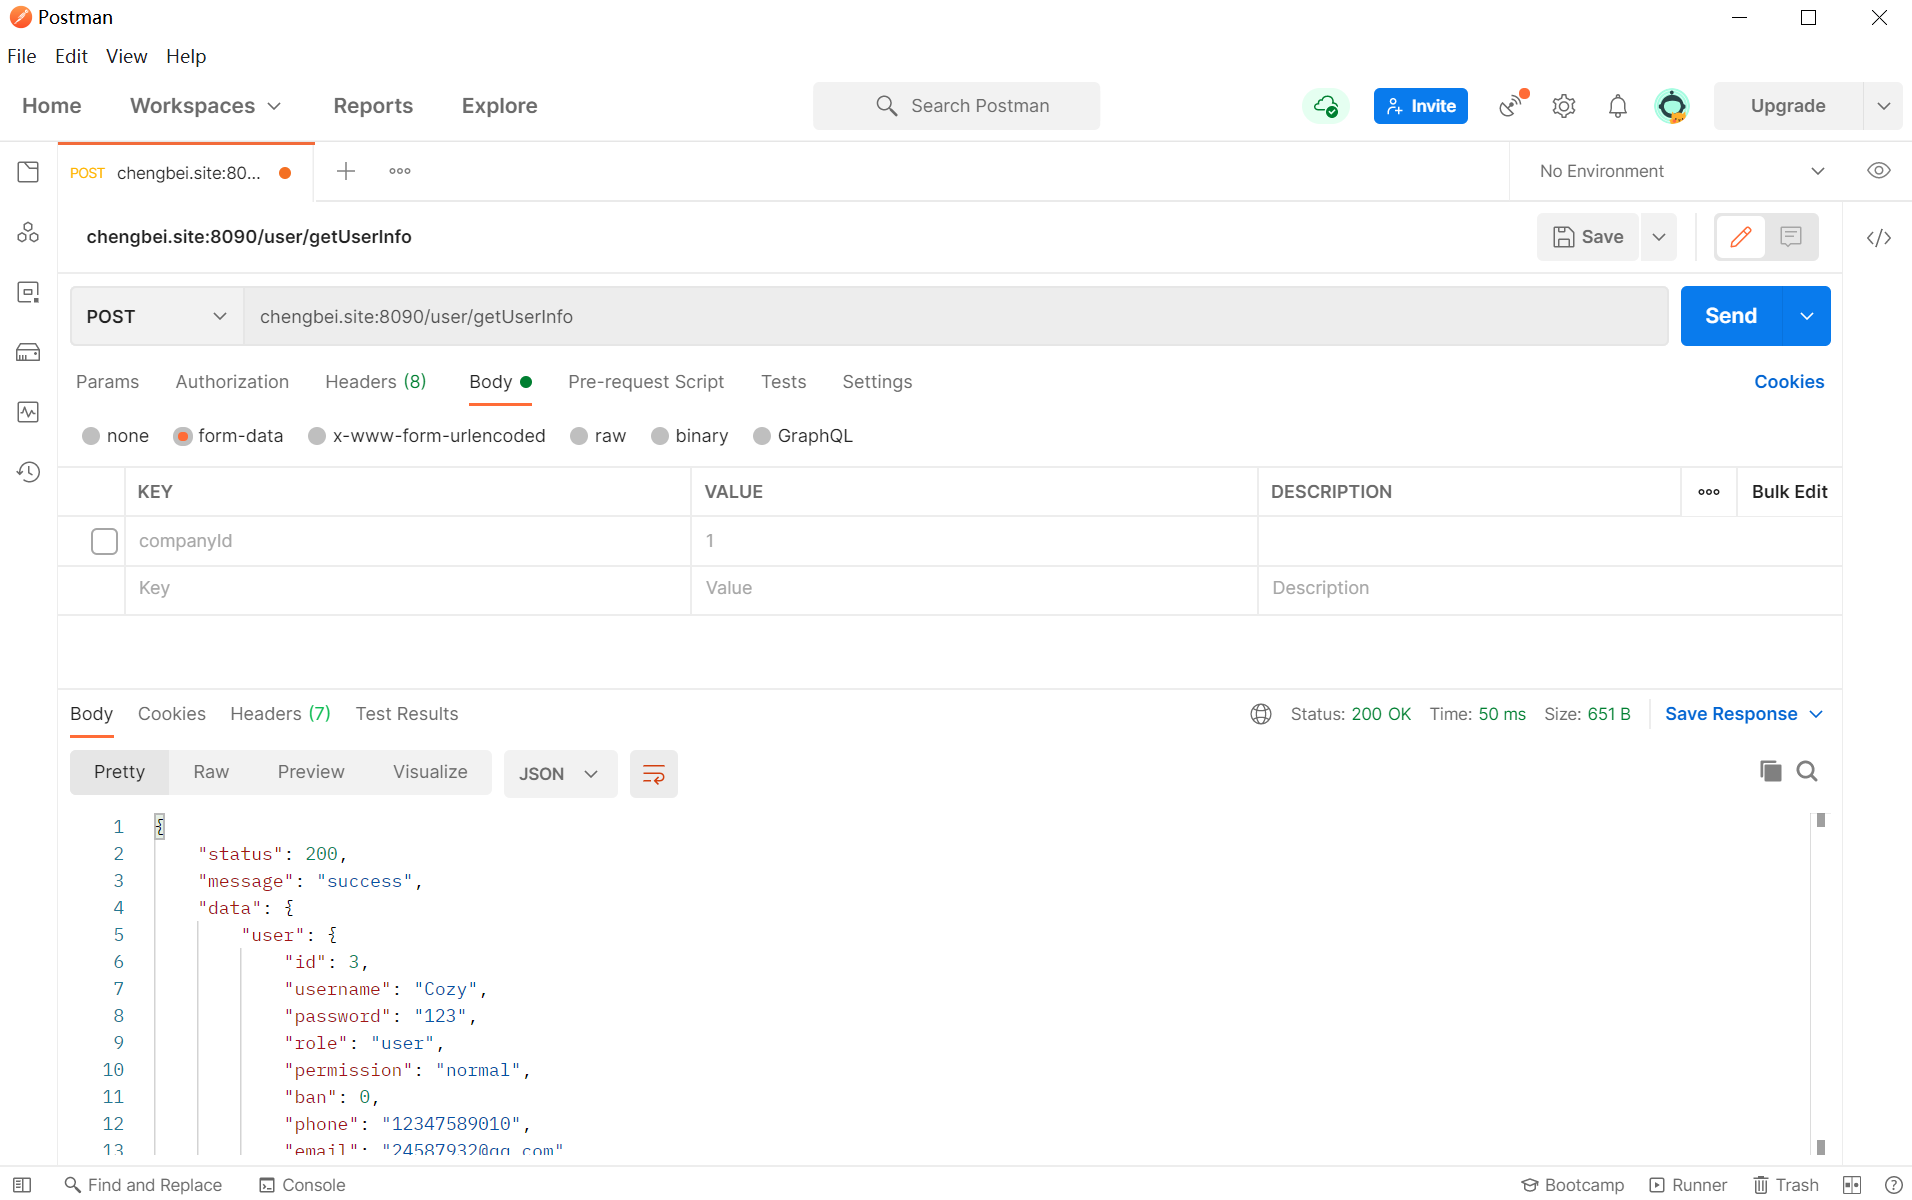 Postman
File Edit View Help
Home Workspaces Reports Explore Search Postman Invite Upgrade
POST chengbei.site:80... No Environment
chengbei.site:8090/user/getUserInfo Save
POST chengbei.site:8090/user/getUserInfo Send
Params Authorization Headers (8) Body Pre-request Script Tests Settings Cookies
none form-data x-www-form-urlencoded raw binary GraphQL
KEY VALUE DESCRIPTION Bulk Edit
companyId 1
Key Value Description
Body Cookies Headers (7) Test Results Status: 200 OK Time: 50 ms Size: 651 B Save Response
Pretty Raw Preview Visualize JSON
1 {
2 "status": 200,
3 "message": "success",
4 "data": {
5 "user": {
6 "id": 3,
7 "username": "Cozy",
8 "password": "123",
9 "role": "user",
10 "permission": "normal",
11 "ban": 0,
12 "phone": "12347589010",
13 "email": "24587932@qq.com"
Find and Replace Console Bootcamp Runner Trash